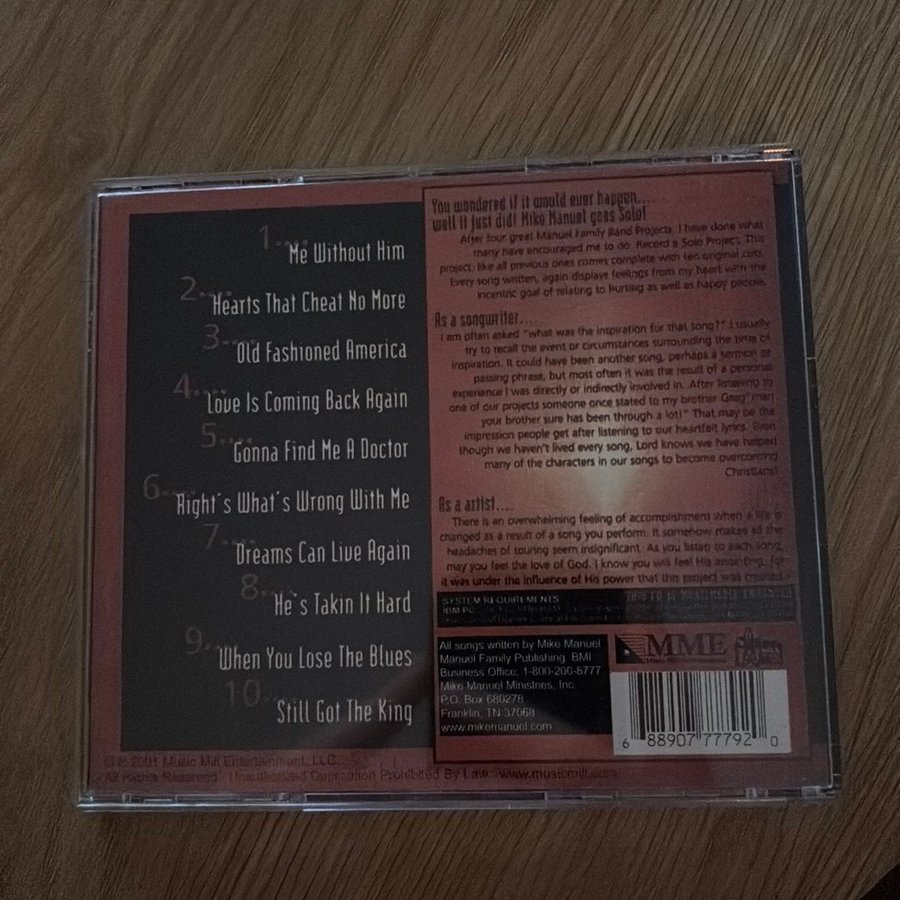 1....
Me Without Him
2....
Hearts That Cheat No More
3....
Old Fashioned America
4....
Love Is Coming Back Again
5....
Gonna Find Me A Doctor
6....
Right's What's Wrong With Me
7....
Dreams Can Live Again
8....
He's Takin It Hard
9....
When You Lose The Blues
10....
Still Got The King
You wondered if it would ever happen....
well it just did! Mike Manuel goes Solo!
After four great Manuel Family Band Projects, I have done what
many have encouraged me to do. Record a Solo Project. This
project, like all previous ones comes complete with ten original cuts.
Every song written, again displays feelings from my heart with the
incentric goal of relating to hurting as well as happy people.
As a songwriter....
I am often asked "what was the inspiration for that song?" I usually
try to recall the event or circumstances surrounding the time of
inspiration. It could have been another song, perhaps a sermon or
passing phrase, but most often it was the result of a personal
experience I was directly or indirectly involved in. After listening to
one of our projects someone once stated to my brother Greg "man
your brother sure has been through a lot!" That may be the
impression people get after listening to our heartfelt lyrics. Even
though we haven't lived every song, Lord knows we have helped
many of the characters in our songs to become overcoming
Christians!
As a artist....
There is an overwhelming feeling of accomplishment when a life is
changed as a result of a song you perform. It somehow makes all the
headaches of touring seem insignificant. As you listen to each song,
may you feel the love of God. I know you will feel His anointing, for
it was under the influence of His power that this project was created.
SYSTEM REQUIREMENTS
THIS CD IS MULTIMEDIA ENHANCED
IBM PC
All songs written by Mike Manuel
Manuel Family Publishing BMI
Business Office: 1-800-200-8777
Mike Manuel Ministries, Inc.
P.O. Box 680278
Franklin, TN 37068
www.mikemanuel.com
MME
6 88907 77792 0
© ℗ 2001 Music Mill Entertainment, LLC.
All Rights Reserved Unauthorized Duplication Prohibited By Law www.musicmill.com